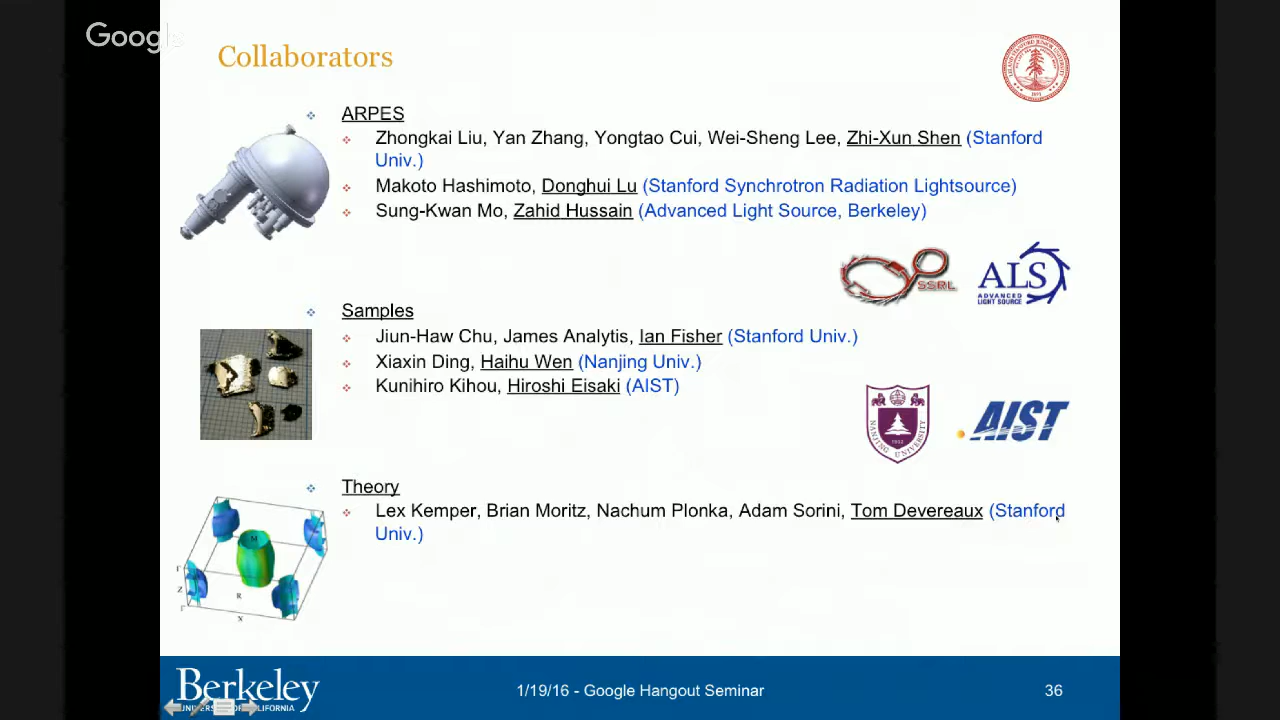 Google
Collaborators
ARPES
Zhongkai Liu, Yan Zhang, Yongtao Cui, Wei-Sheng Lee, Zhi-Xun Shen (Stanford
Univ.)
Makoto Hashimoto, Donghui Lu (Stanford Synchrotron Radiation Lightsource)
Sung-Kwan Mo, Zahid Hussain (Advanced Light Source, Berkeley)
SSRL
ALS
ADVANCED
LIGHT SOURCE
Samples
Jiun-Haw Chu, James Analytis, Ian Fisher (Stanford Univ.)
Xiaxin Ding, Haihu Wen (Nanjing Univ.)
Kunihiro Kihou, Hiroshi Eisaki (AIST)
NANJING UNIVERSITY
1902
AIST
Theory
Lex Kemper, Brian Moritz, Nachum Plonka, Adam Sorini, Tom Devereaux (Stanford
Univ.)
M
Γ
Z
R
Γ
X
Berkeley
1/19/16 - Google Hangout Seminar
36